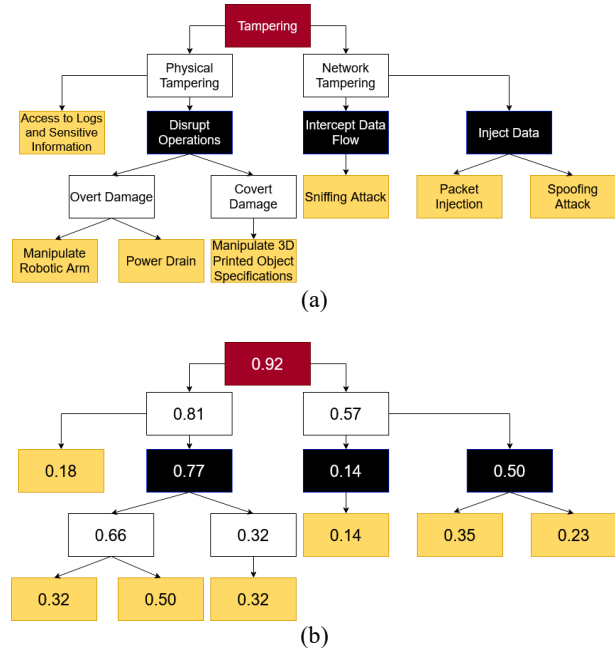 Tampering
Physical
Tampering
Network
Tampering
Access to Logs
and Sensitive
Information
Disrupt
Operations
Intercept Data
Flow
Inject Data
Overt Damage
Covert
Damage
Sniffing Attack
Packet
Injection
Spoofing
Attack
Manipulate
Robotic Arm
Power Drain
Manipulate 3D
Printed Object
Specifications
(a)
0.92
0.81
0.57
0.18
0.77
0.14
0.50
0.66
0.32
0.14
0.35
0.23
0.32
0.50
0.32
(b)